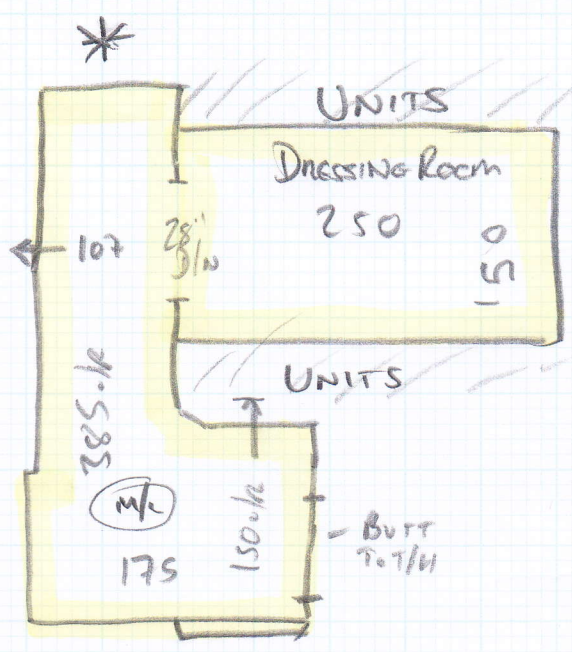 *
UNITS
DRESSING ROOM
250
150
107
28"
D/N
UNITS
385.
M/L
150
175
- BUTT
TO T/H